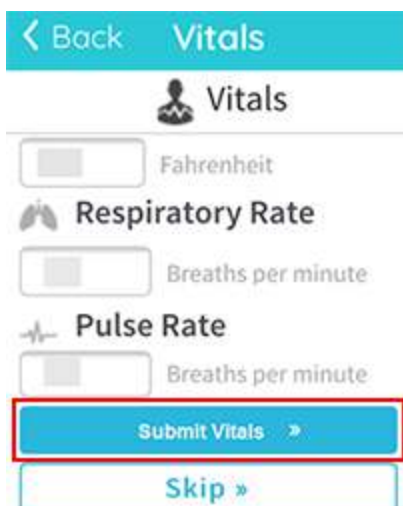 Back Vitals
Vitals
Fahrenheit
Respiratory Rate
Breaths per minute
Pulse Rate
Breaths per minute
Submit Vitals »
Skip »